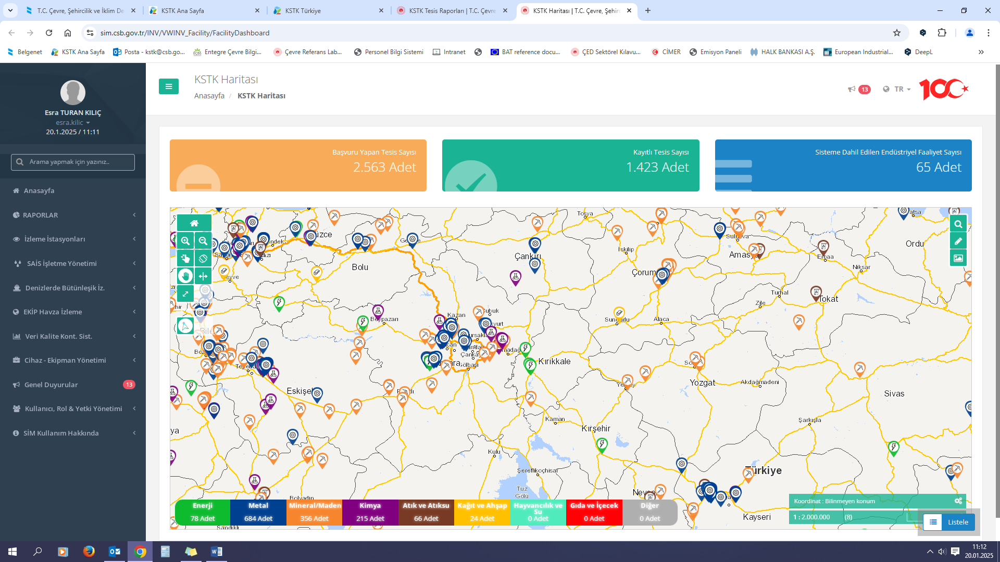 T.C. Çevre, Şehircilik ve İklim De
KSTK Ana Sayfa
KSTK Türkiye
KSTK Tesis Raporları | T.C. Çevre
KSTK Haritası | T.C. Çevre, Şehirc
sim.csb.gov.tr/INV/VWINV_Facility/FacilityDashboard
Belgenet
KSTK Ana Sayfa
Posta - kstk@csb.go...
Entegre Çevre Bilgi...
Çevre Referans Lab...
Personel Bilgi Sistemi
Intranet
BAT reference docu...
ÇED Sektörel Kılavu...
CİMER
Emisyon Paneli
HALK BANKASI A.Ş.
European Industrial...
DeepL
Esra TURAN KILIÇ
esra.kilic
20.1.2025 / 11:11
Arama yapmak için yazınız..
Anasayfa
RAPORLAR
İzleme İstasyonları
SAİS İşletme Yönetimi
Denizlerde Bütünleşik İz.
EKİP Havza İzleme
Veri Kalite Kont. Sist.
Cihaz - Ekipman Yönetimi
Genel Duyurular 13
Kullanıcı, Rol & Yetki Yönetimi
SİM Kullanım Hakkında
KSTK Haritası
Anasayfa / KSTK Haritası
13
TR
100
Başvuru Yapan Tesis Sayısı
2.563 Adet
Kayıtlı Tesis Sayısı
1.423 Adet
Sisteme Dahil Edilen Endüstriyel Faaliyet Sayısı
65 Adet
Tosya
Ordu
İskilip
Çankırı
Amasy
Erbaa
Niksar
Bolu
Çorum
Turhal
Tokat
Zile
Kazan
Beypazarı
Alaca
Kırıkkale
Yozgat
Akdağmadeni
Sivas
Eskişe
Kaman
Şarkışla
Kırşehir
Kulu
Şereflikoçhisar
Türkiye
Tuz
Gölü
Kayseri
Bolvadin
Sandıklı
Enerji
78 Adet
Metal
684 Adet
Mineral/Maden
356 Adet
Kimya
215 Adet
Atık ve Atıksu
66 Adet
Kağıt ve Ahşap
24 Adet
Hayvancılık ve Su
0 Adet
Gıda ve İçecek
0 Adet
Diğer
0 Adet
Koordinat : Bilinmeyen konum
1 : 2.000.000 (8)
Listele
11:12
20.01.2025